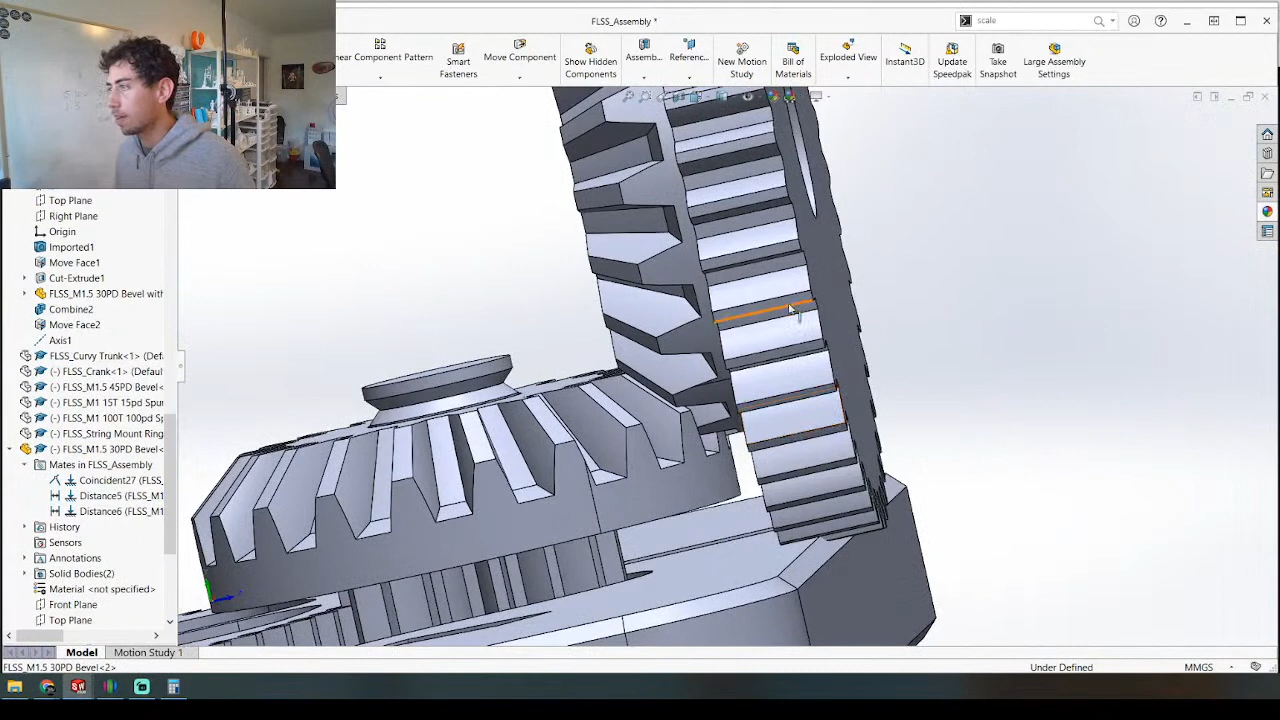 FLSS_Assembly *
scale
inear Component Pattern
Smart Fasteners
Move Component
Show Hidden Components
Assemb...
Referenc...
New Motion Study
Bill of Materials
Exploded View
Instant3D
Update Speedpak
Take Snapshot
Large Assembly Settings
Top Plane
Right Plane
Origin
Imported1
Move Face1
Cut-Extrude1
FLSS_M1.5 30PD Bevel with
Combine2
Move Face2
Axis1
FLSS_Curvy Trunk<1> (Defa
(-) FLSS_Crank<1> (Default
(-) FLSS_M1.5 45PD Bevel<
(-) FLSS_M1 15T 15pd Spur
(-) FLSS_M1 100T 100pd Sp
(-) FLSS_String Mount Ring
(-) FLSS_M1.5 30PD Bevel<
Mates in FLSS_Assembly
Coincident27 (FLSS_M
Distance5 (FLSS_M1
Distance6 (FLSS_M1
History
Sensors
Annotations
Solid Bodies(2)
Material <not specified>
Front Plane
Top Plane
Model
Motion Study 1
FLSS_M1.5 30PD Bevel<2>
Under Defined
MMGS